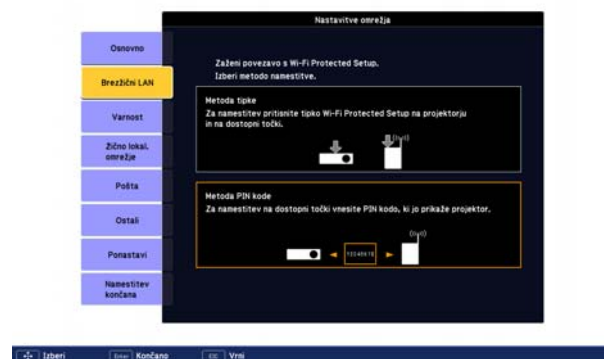 Nastavitve omrežja
Osnovno
Brezžični LAN
Varnost
Žično lokal.
omrežje
Pošta
Ostali
Ponastavi
Namestitev
končana
Zaženi povezavo s Wi-Fi Protected Setup.
Izberi metodo namestitve.
Metoda tipke
Za namestitev pritisnite tipko Wi-Fi Protected Setup na projektorju
in na dostopni točki.
Metoda PIN kode
Za namestitev na dostopni točki vnesite PIN kodo, ki jo prikaže projektor.
Izberi
Enter Končano
ESC Vrni